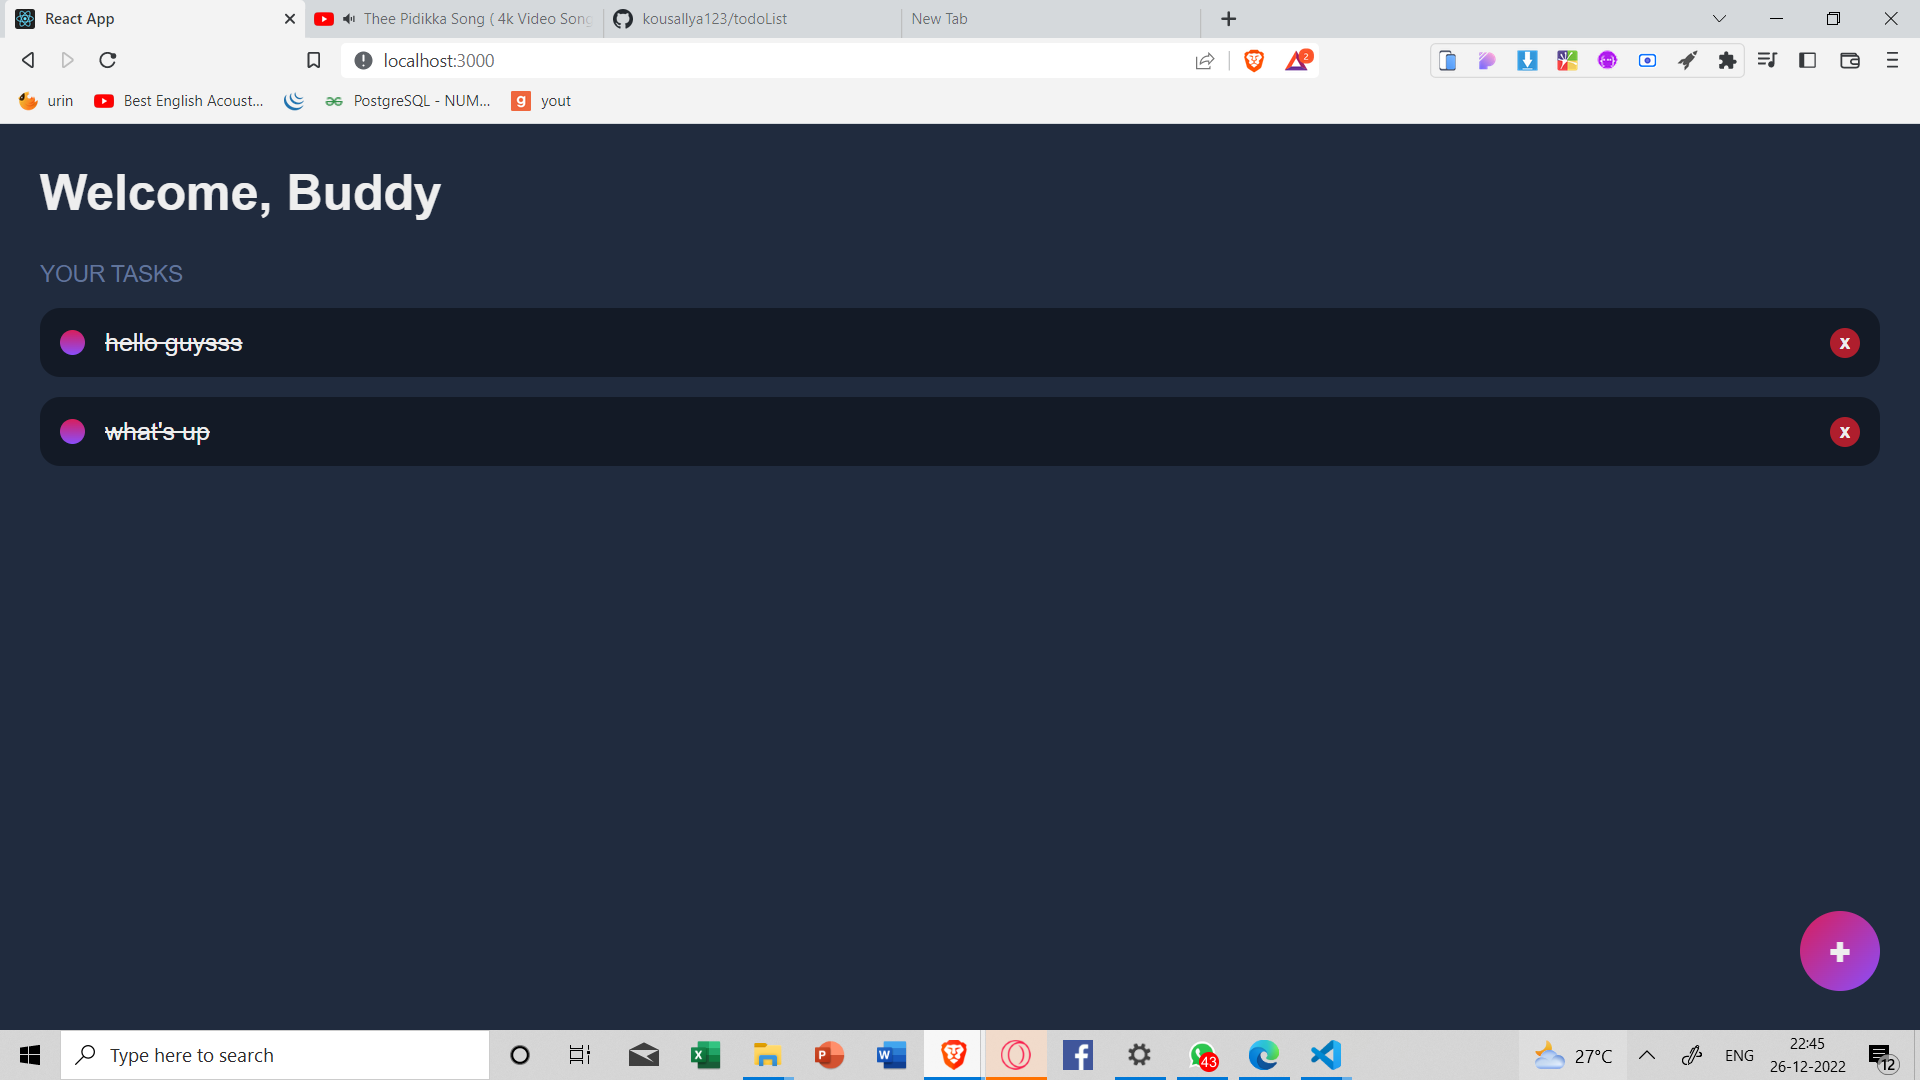 React App
Thee Pidikka Song ( 4k Video Song
kousallya123/todoList
New Tab
localhost:3000
2
urin
Best English Acoust...
PostgreSQL - NUM...
g yout
Welcome, Buddy
YOUR TASKS
hello guysss
x
what's up
x
+
Type here to search
43
27°C
ENG
22:45
26-12-2022
12